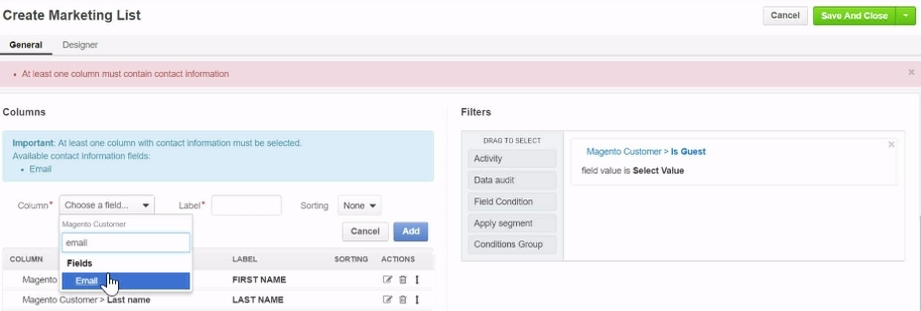 Create Marketing List
Cancel
Save And Close
General
Designer
At least one column must contain contact information
×
Columns
Important: At least one column with contact information must be selected.
Available contact information fields:
• Email
Column*
Choose a field...
Label*
Sorting
None
Magento Customer
email
Cancel
Add
Fields
Email
COLUMN
LABEL
SORTING
ACTIONS
Magento
FIRST NAME
Magento Customer > Last name
LAST NAME
Filters
DRAG TO SELECT
Activity
Data audit
Field Condition
Apply segment
Conditions Group
Magento Customer > Is Guest
×
field value is Select Value